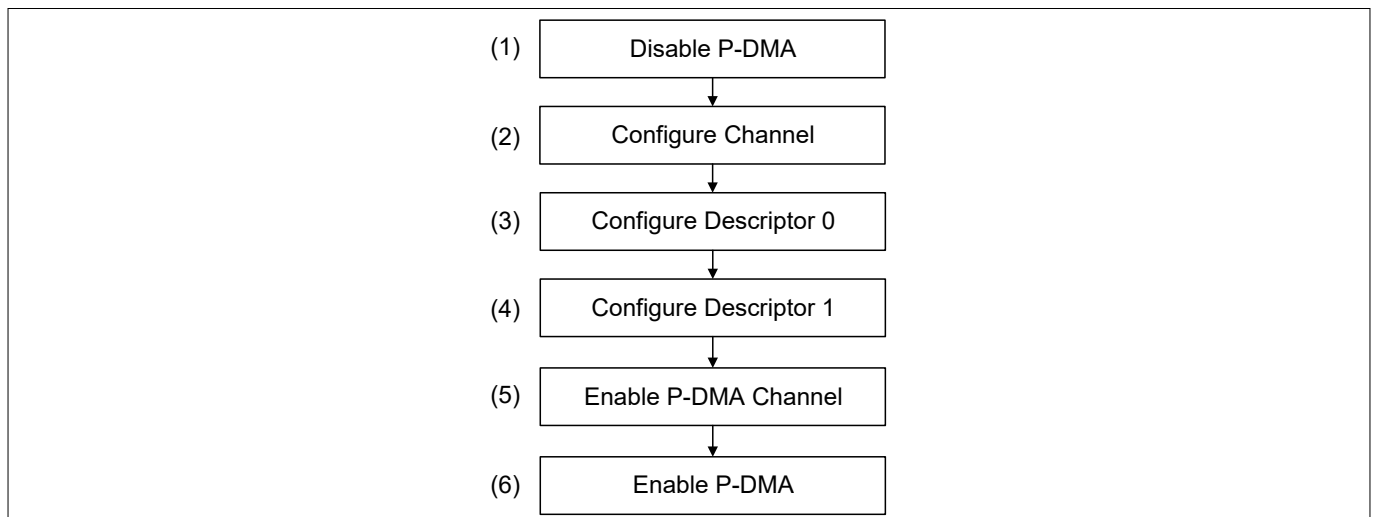 (1) Disable P-DMA
(2) Configure Channel
(3) Configure Descriptor 0
(4) Configure Descriptor 1
(5) Enable P-DMA Channel
(6) Enable P-DMA